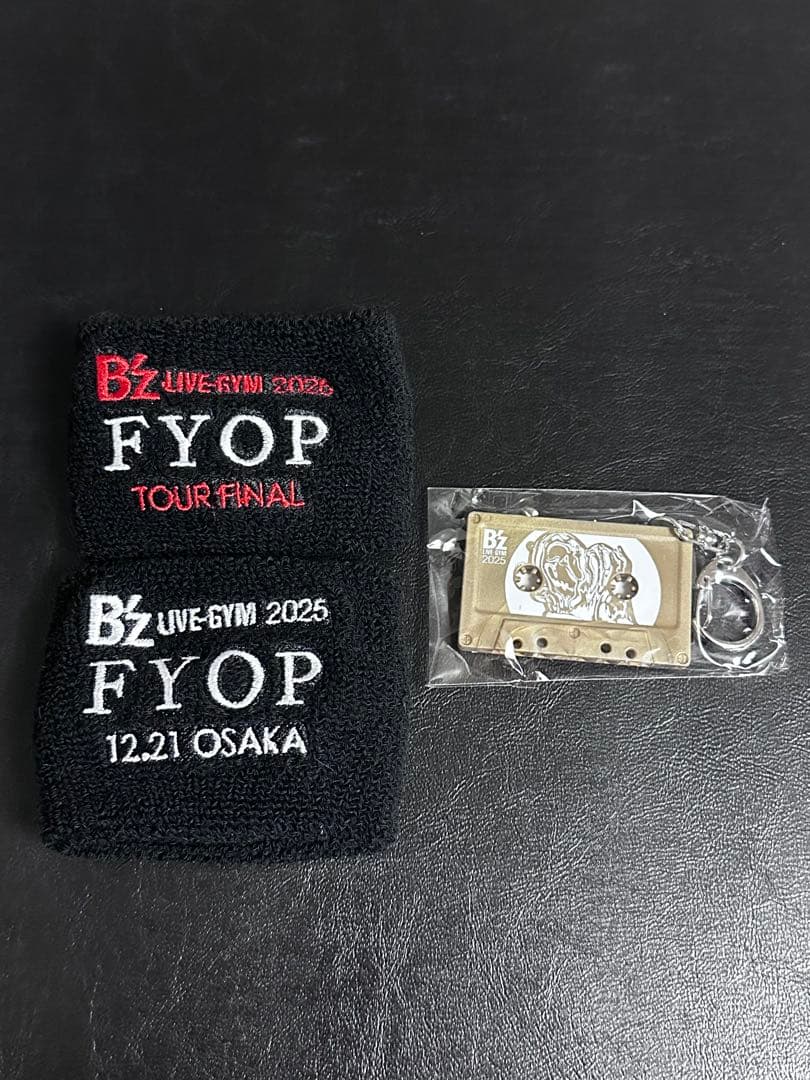 B'z LIVE-GYM 2025
FYOP
TOUR FINAL
B'z LIVE-GYM 2025
FYOP
12.21 OSAKA
B'z
LIVE-GYM
2025